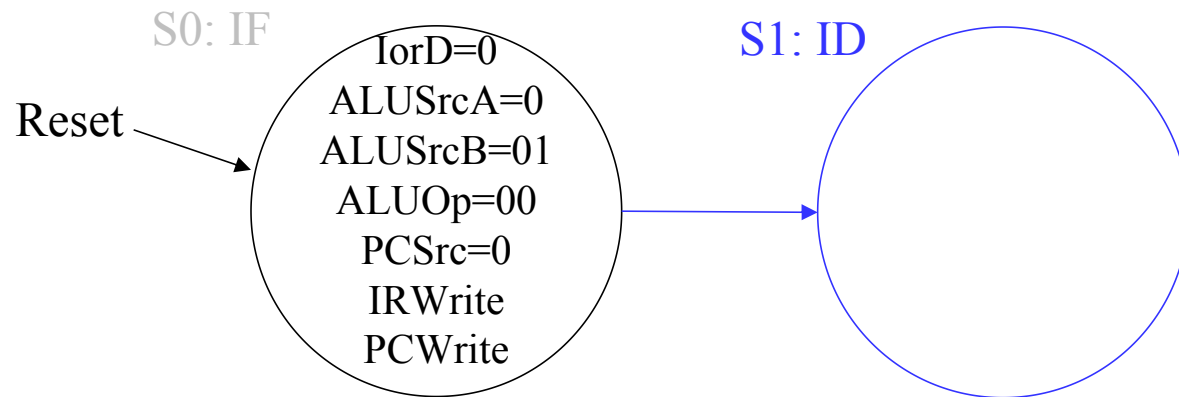 S0: IF
S1: ID
Reset
IorD=0
ALUSrcA=0
ALUSrcB=01
ALUOp=00
PCSrc=0
IRWrite
PCWrite